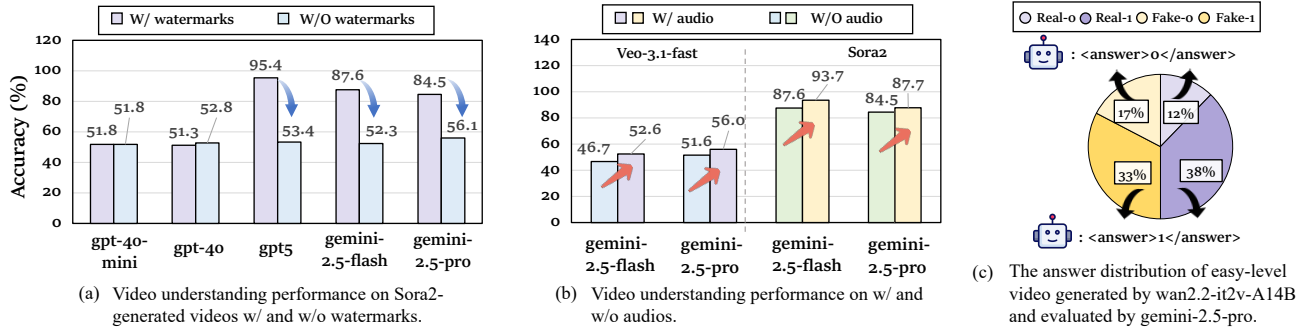 W/ watermarks
W/O watermarks
Accuracy (%)
120
100
80
60
40
20
0
51.8
51.8
51.3
52.8
95.4
53.4
87.6
52.3
84.5
56.1
gpt-4o-
mini
gpt-4o
gpt5
gemini-
2.5-flash
gemini-
2.5-pro
(a) Video understanding performance on Sora2-
generated videos w/ and w/o watermarks.
W/ audio
W/O audio
140
120
100
80
60
40
20
0
Veo-3.1-fast
Sora2
46.7
52.6
51.6
56.0
87.6
93.7
84.5
87.7
gemini-
2.5-flash
gemini-
2.5-pro
gemini-
2.5-flash
gemini-
2.5-pro
(b) Video understanding performance on w/ and
w/o audios.
Real-0
Real-1
Fake-0
Fake-1
: <answer>0</answer>
17%
12%
33%
38%
: <answer>1</answer>
(c) The answer distribution of easy-level
video generated by wan2.2-it2v-A14B
and evaluated by gemini-2.5-pro.